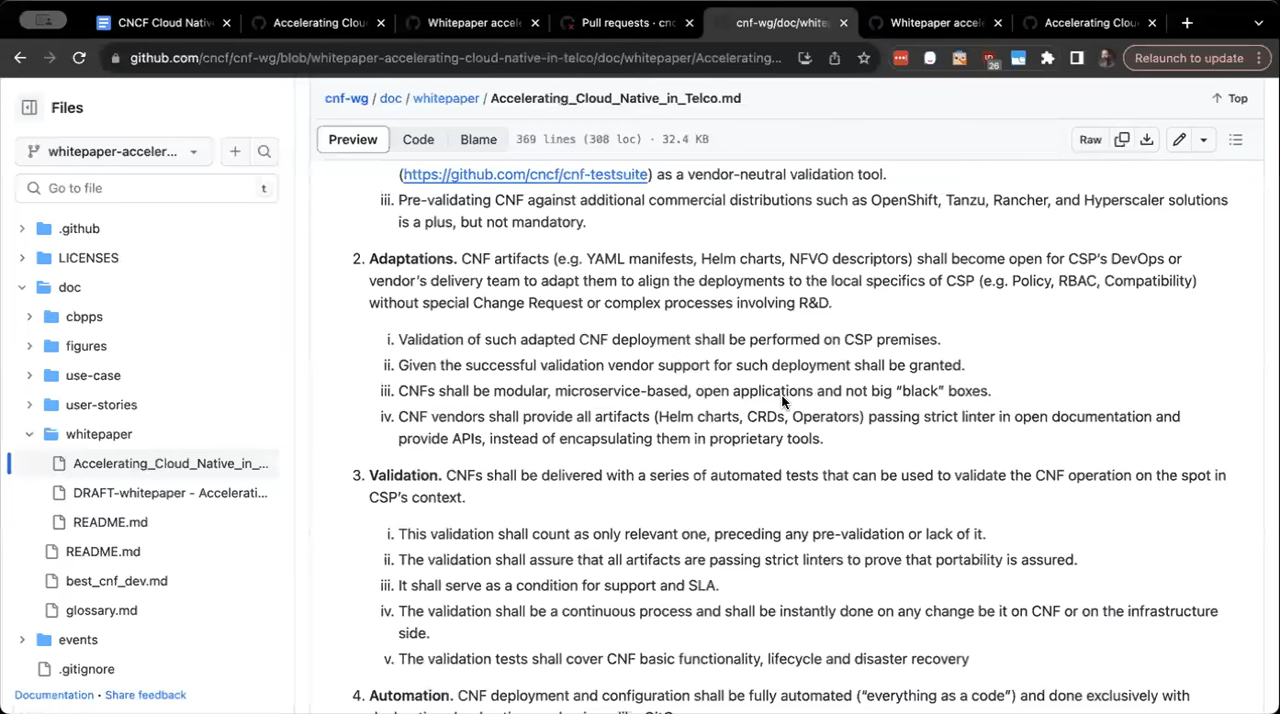 CNCF Cloud Nativ
Accelerating Clou
Whitepaper accel
Pull requests · cnc
cnf-wg/doc/white
Whitepaper accel
Accelerating Clou
github.com/cncf/cnf-wg/blob/whitepaper-accelerating-cloud-native-in-telco/doc/whitepaper/Accelerating...
26
Relaunch to update
Files
whitepaper-acceler...
Go to file
t
.github
LICENSES
doc
cbpps
figures
use-case
user-stories
whitepaper
Accelerating_Cloud_Native_in_...
DRAFT-whitepaper - Accelerati...
README.md
README.md
best_cnf_dev.md
glossary.md
events
.gitignore
Documentation • Share feedback
cnf-wg / doc / whitepaper / Accelerating_Cloud_Native_in_Telco.md
Top
Preview Code Blame 369 lines (308 loc) · 32.4 KB
Raw
(https://github.com/cncf/cnf-testsuite) as a vendor-neutral validation tool.
iii. Pre-validating CNF against additional commercial distributions such as OpenShift, Tanzu, Rancher, and Hyperscaler solutions
is a plus, but not mandatory.
2. Adaptations. CNF artifacts (e.g. YAML manifests, Helm charts, NFVO descriptors) shall become open for CSP's DevOps or
vendor's delivery team to adapt them to align the deployments to the local specifics of CSP (e.g. Policy, RBAC, Compatibility)
without special Change Request or complex processes involving R&D.
i. Validation of such adapted CNF deployment shall be performed on CSP premises.
ii. Given the successful validation vendor support for such deployment shall be granted.
iii. CNFs shall be modular, microservice-based, open applications and not big “black” boxes.
iv. CNF vendors shall provide all artifacts (Helm charts, CRDs, Operators) passing strict linter in open documentation and
provide APIs, instead of encapsulating them in proprietary tools.
3. Validation. CNFs shall be delivered with a series of automated tests that can be used to validate the CNF operation on the spot in
CSP's context.
i. This validation shall count as only relevant one, preceding any pre-validation or lack of it.
ii. The validation shall assure that all artifacts are passing strict linters to prove that portability is assured.
iii. It shall serve as a condition for support and SLA.
iv. The validation shall be a continuous process and shall be instantly done on any change be it on CNF or on the infrastructure
side.
v. The validation tests shall cover CNF basic functionality, lifecycle and disaster recovery
4. Automation. CNF deployment and configuration shall be fully automated (“everything as a code”) and done exclusively with